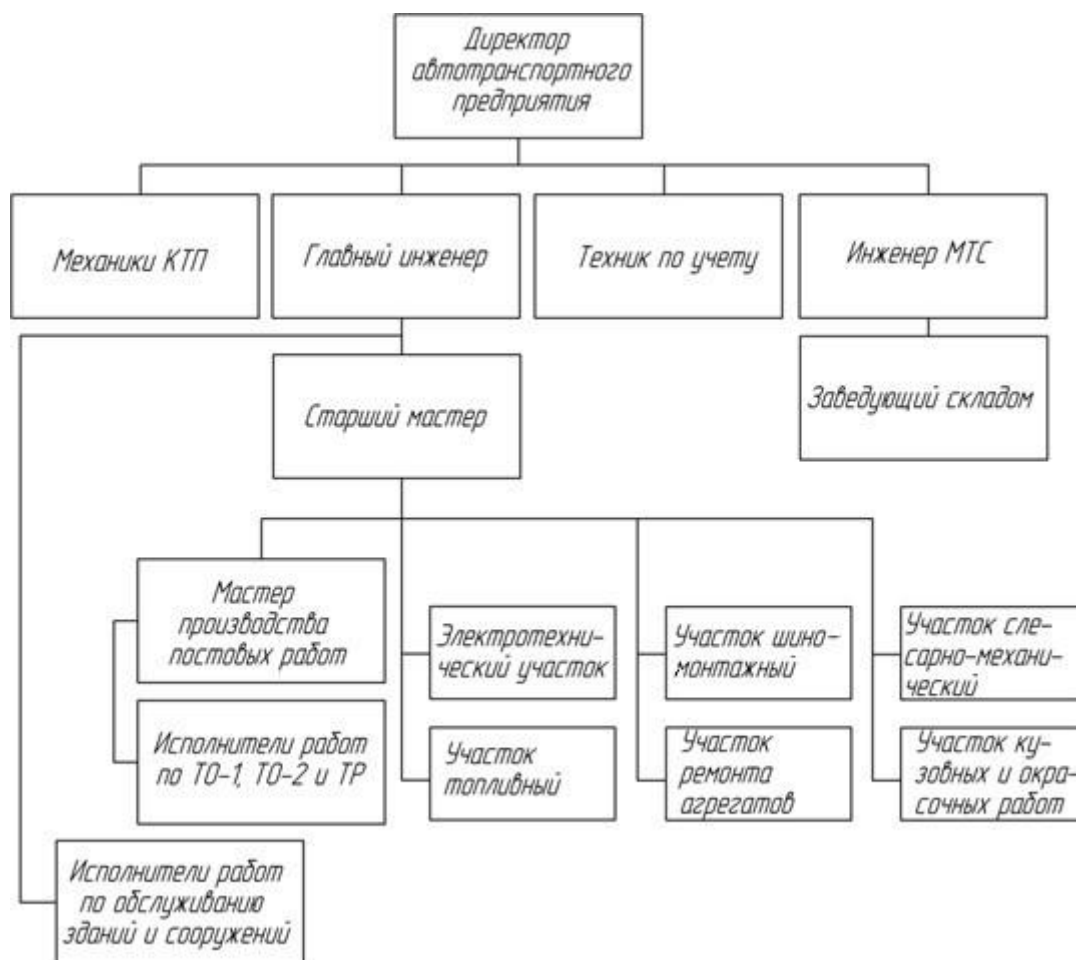 Директор
автотранспортного
предприятия
Механики КТП
Главный инженер
Техник по учету
Инженер МТС
Старший мастер
Заведующий складом
Мастер
производства
постовых работ
Электротехни-
ческий участок
Участок шино-
монтажный
Участок сле-
сарно-механи-
ческий
Исполнители работ
по ТО-1, ТО-2 и ТР
Участок
топливный
Участок
ремонта
агрегатов
Участок ку-
зовных и окра-
сочных работ
Исполнители работ
по обслуживанию
зданий и сооружений